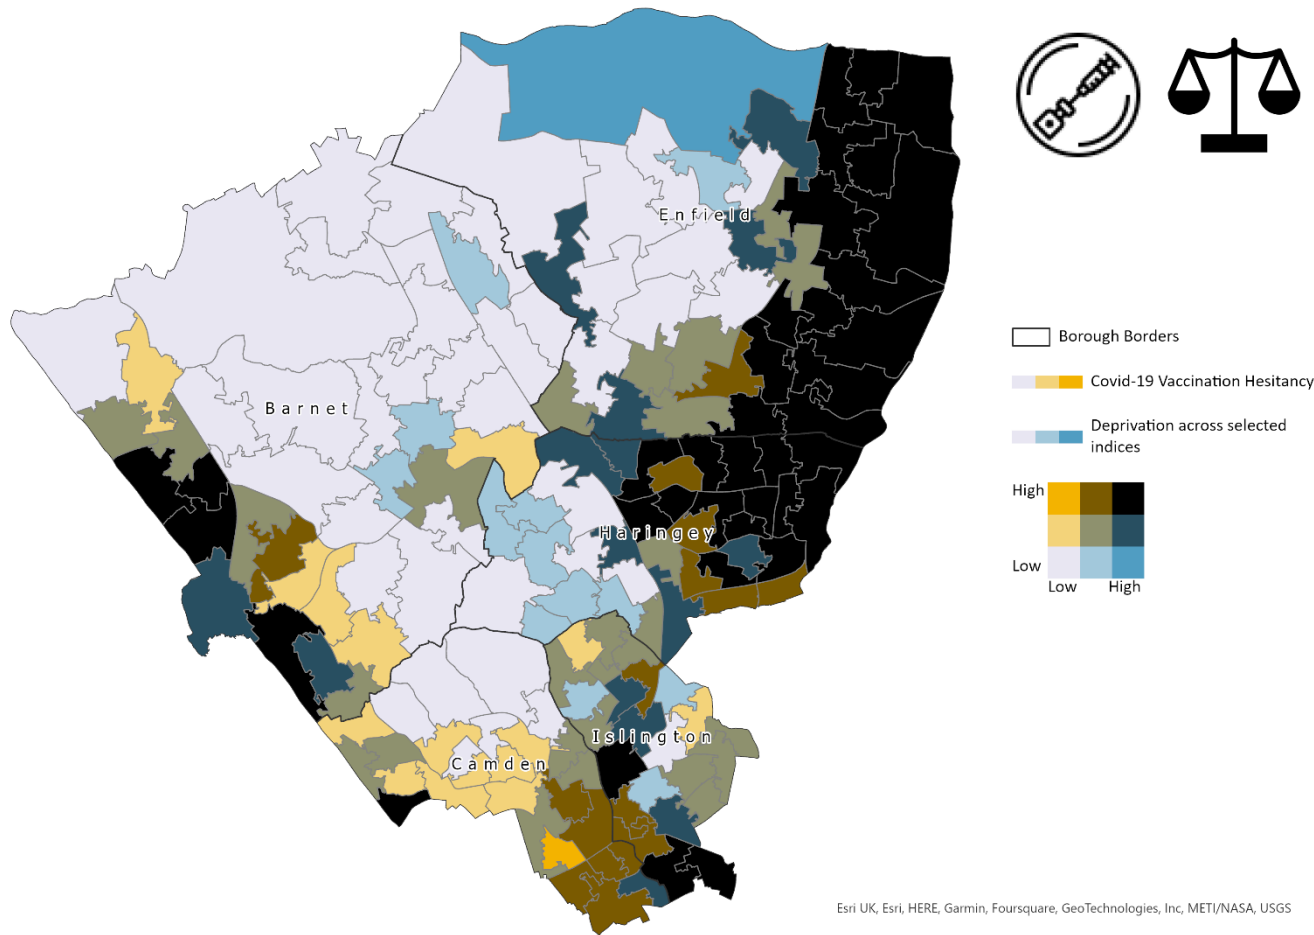 Enfield
Borough Borders
Covid-19 Vaccination Hesitancy
Barnet
Deprivation across selected
indices
High
Haringey
Low
Low High
Islington
Camden
Esri UK, Esri, HERE, Garmin, Foursquare, GeoTechnologies, Inc, METI/NASA, USGS